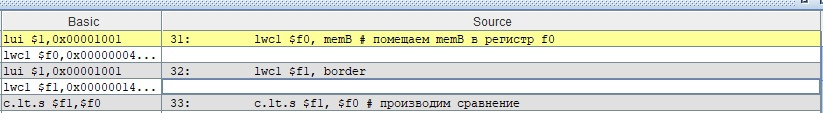 Basic Source
lui $1,0x00001001 31: lwc1 $f0, memB # помещаем memB в регистр f0
lwc1 $f0,0x00000004...
lui $1,0x00001001 32: lwc1 $f1, border
lwc1 $f1,0x00000014...
c.lt.s $f1,$f0 33: c.lt.s $f1, $f0 # производим сравнение